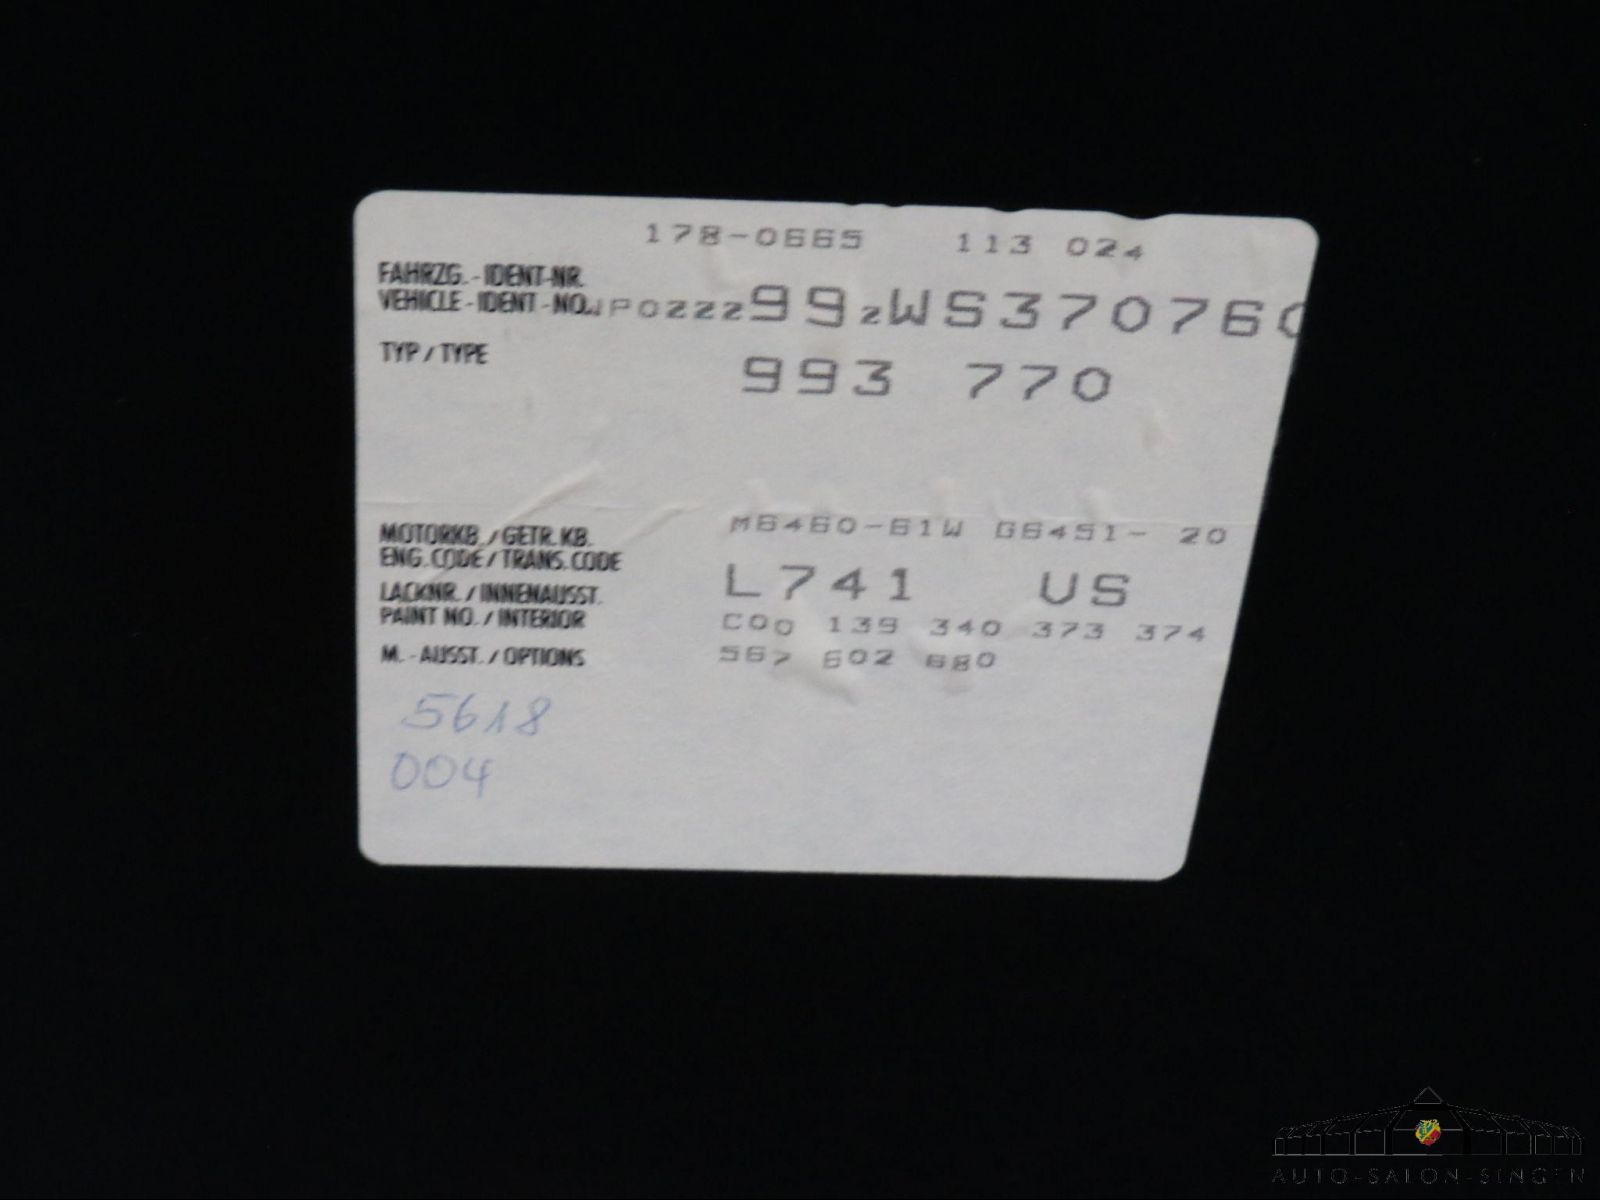 178-0665 113 024
FAHRZG.-IDENT-NR.
VEHICLE-IDENT-NO. WP0ZZZ99ZWS370760
TYP / TYPE 993 770
MOTORKB. / GETR. KB. M6460-61W G6451- 20
ENG. CODE / TRANS. CODE
LACKNR. / INNENAUSST. L741 US
PAINT NO. / INTERIOR C00 139 340 373 374
M.-AUSST. / OPTIONS 567 602 680
5618
004
AUTO-SALON-SINGEN